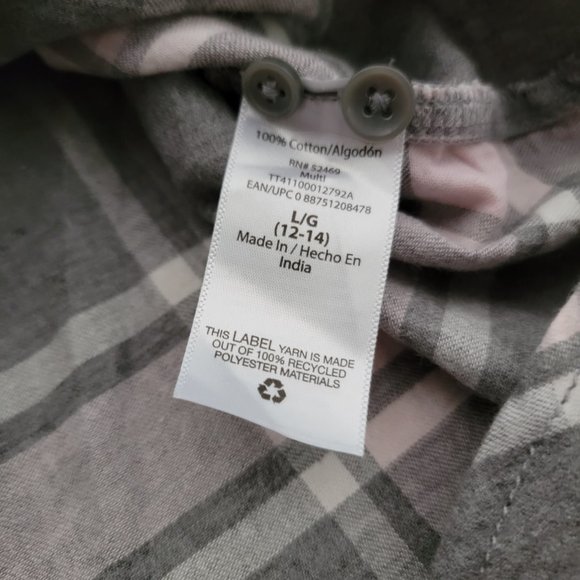 100% Cotton/Algodón
RN# 52469
Multi
TT41100012792A
EAN/UPC 0 88751208478
L/G
(12-14)
Made In / Hecho En
India
THIS LABEL YARN IS MADE
OUT OF 100% RECYCLED
POLYESTER MATERIALS